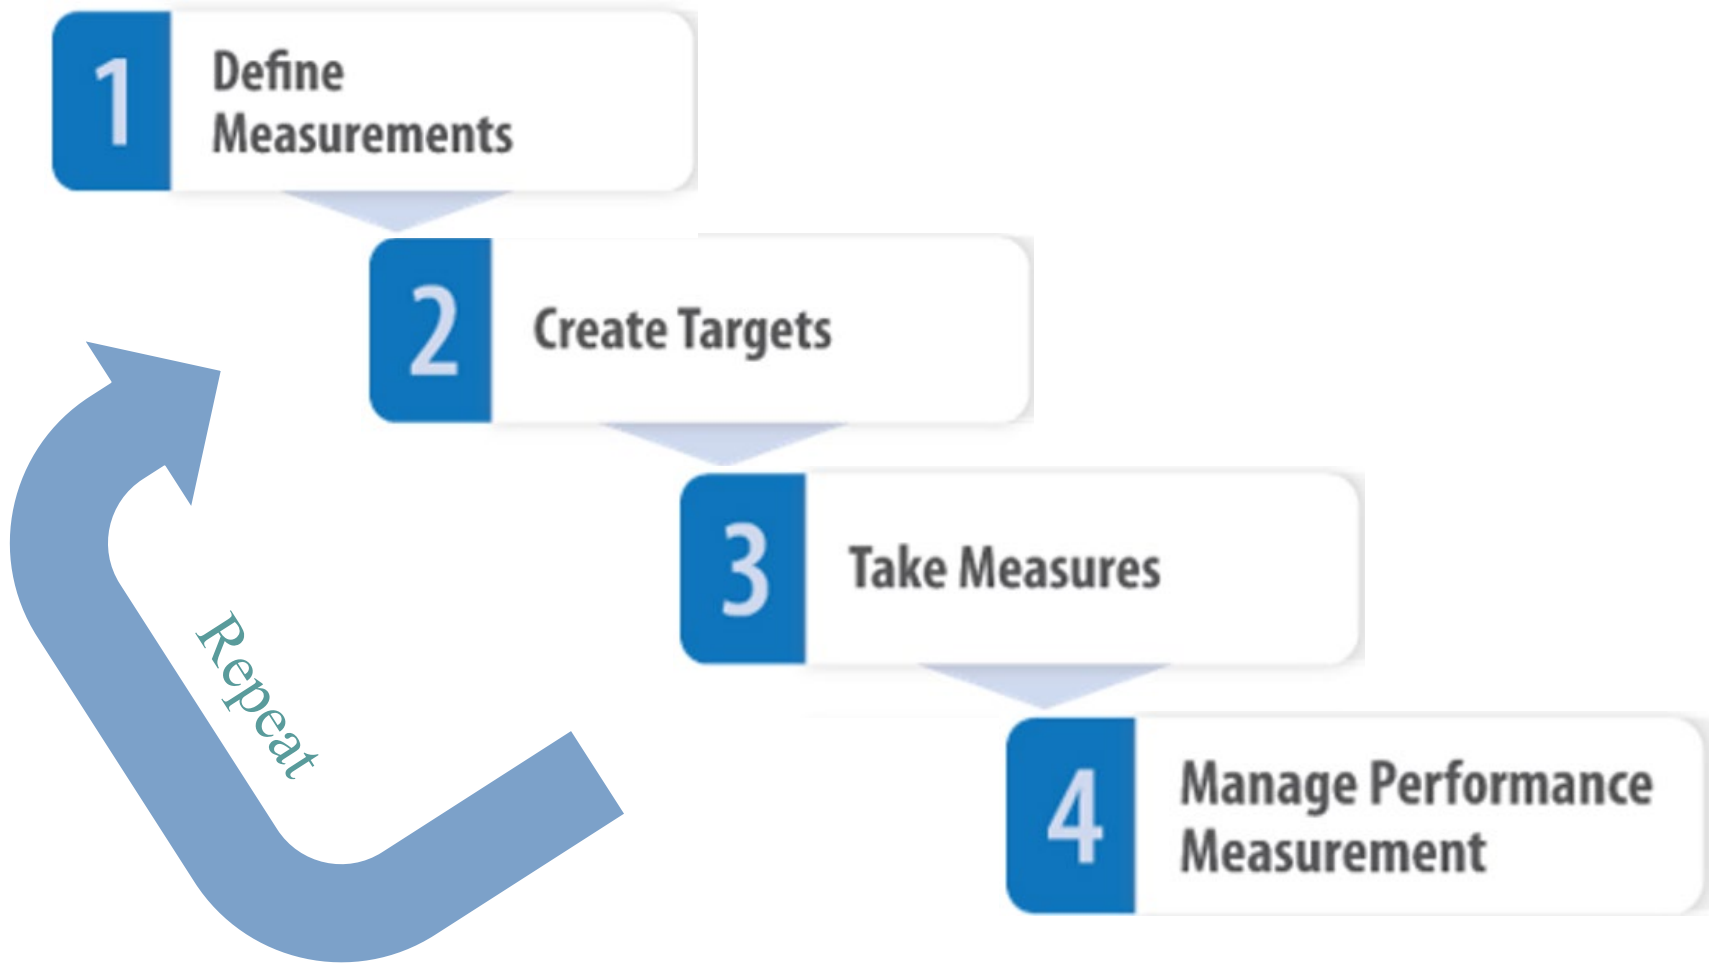 1
Define
Measurements
2
Create Targets
3
Take Measures
Repeat
4
Manage Performance
Measurement